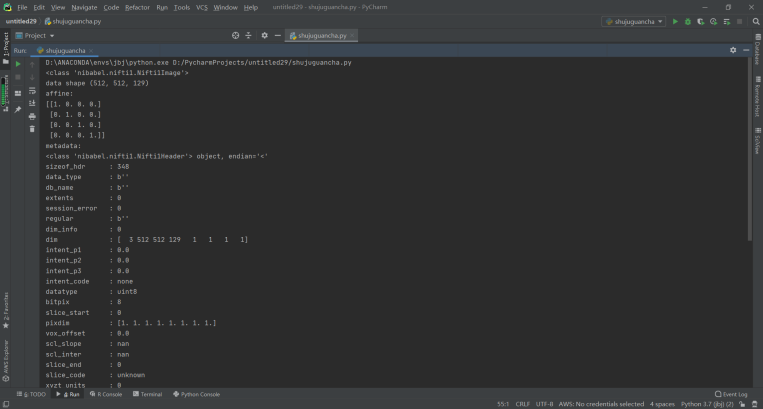 File Edit View Navigate Code Refactor Run Tools VCS Window Help untitled29 - shujuguancha.py - PyCharm
untitled29 shujuguancha.py shujuguancha
1: Project
Project shujuguancha.py
Run: shujuguancha
D:\ANACONDA\envs\jbj\python.exe D:/PycharmProjects/untitled29/shujuguancha.py
<class 'nibabel.nifti1.Nifti1Image'>
data shape (512, 512, 129)
affine:
[[1. 0. 0. 0.]
[0. 1. 0. 0.]
[0. 0. 1. 0.]
[0. 0. 0. 1.]]
metadata:
<class 'nibabel.nifti1.Nifti1Header'> object, endian='<'
sizeof_hdr : 348
data_type : b''
db_name : b''
extents : 0
session_error : 0
regular : b''
dim_info : 0
dim : [ 3 512 512 129 1 1 1 1]
intent_p1 : 0.0
intent_p2 : 0.0
intent_p3 : 0.0
intent_code : none
datatype : uint8
bitpix : 8
slice_start : 0
pixdim : [1. 1. 1. 1. 1. 1. 1. 1.]
vox_offset : 0.0
scl_slope : nan
scl_inter : nan
slice_end : 0
slice_code : unknown
xyzt_units : 0
Database
Remote Host
SciView
2: Favorites
AWS Explorer
6: TODO 4: Run R Console Terminal Python Console Event Log
55:1 CRLF UTF-8 AWS: No credentials selected 4 spaces Python 3.7 (jbj) (2)